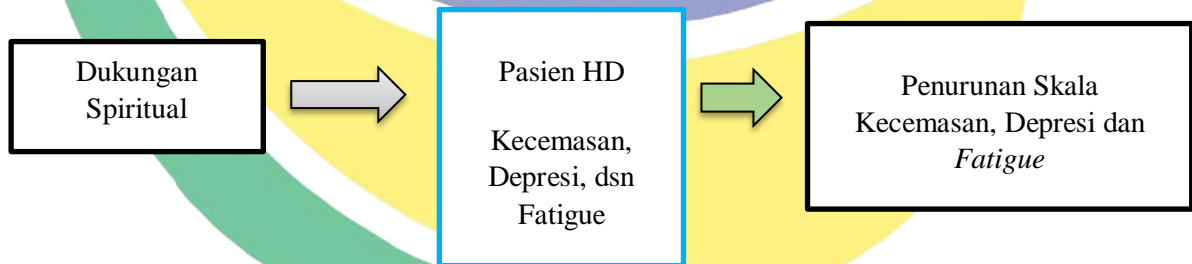 Dukungan
Spiritual
Pasien HD
Kecemasan,
Depresi, dsn
Fatigue
Penurunan Skala
Kecemasan, Depresi dan
Fatigue